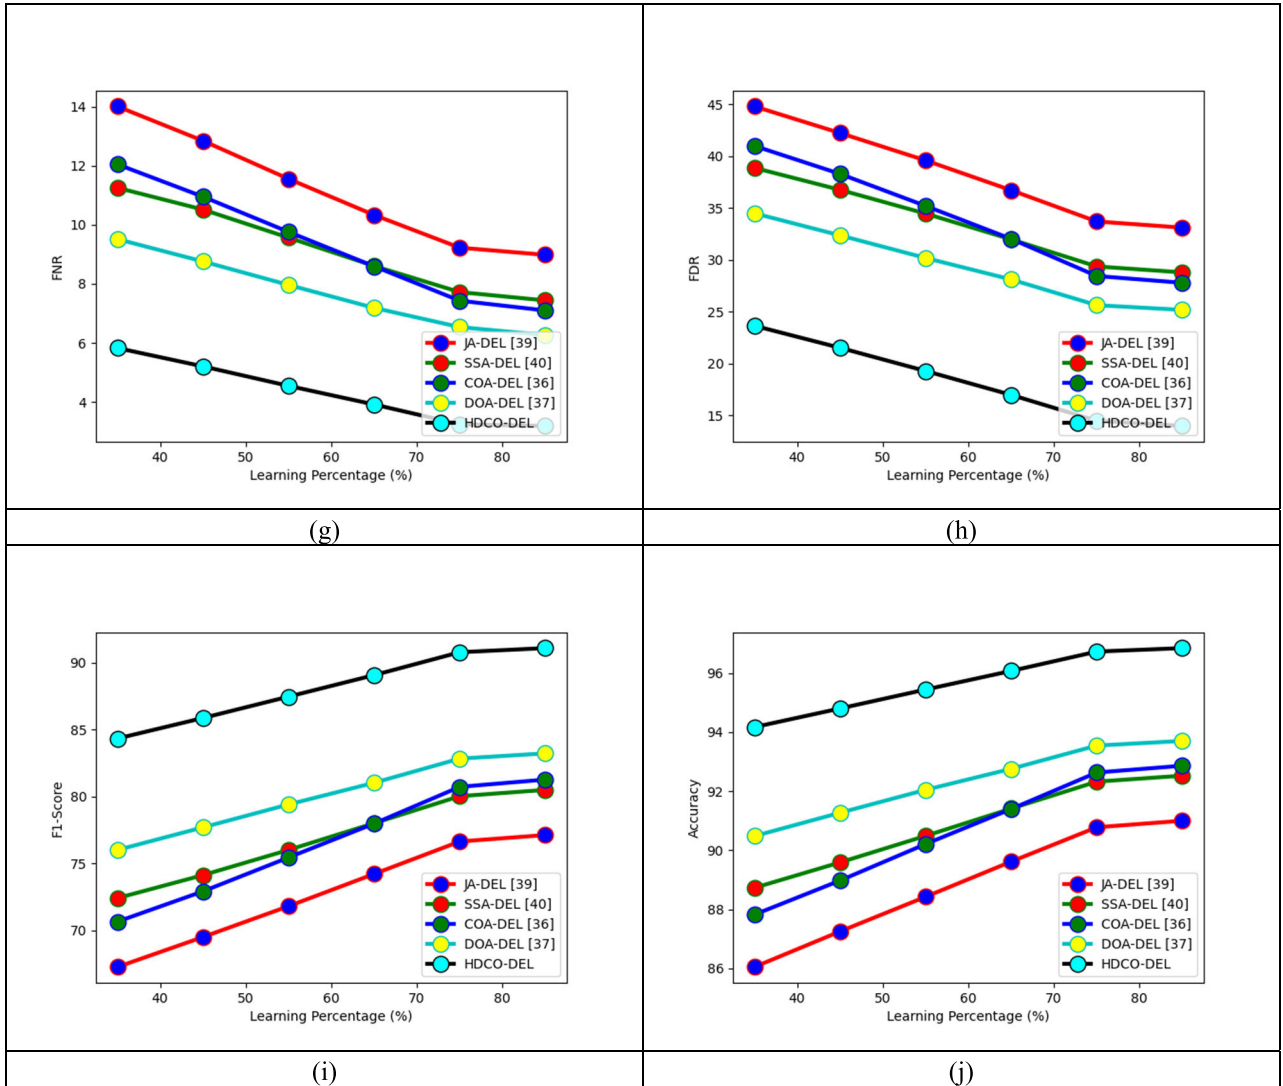 14
12
10
8
6
4
FNR
JA-DEL [39]
SSA-DEL [40]
COA-DEL [36]
DOA-DEL [37]
HDCO-DEL
40 50 60 70 80
Learning Percentage (%)
(g)
45
40
35
30
25
20
15
FDR
JA-DEL [39]
SSA-DEL [40]
COA-DEL [36]
DOA-DEL [37]
HDCO-DEL
40 50 60 70 80
Learning Percentage (%)
(h)
90
85
80
75
70
F1-Score
JA-DEL [39]
SSA-DEL [40]
COA-DEL [36]
DOA-DEL [37]
HDCO-DEL
40 50 60 70 80
Learning Percentage (%)
(i)
96
94
92
90
88
86
Accuracy
JA-DEL [39]
SSA-DEL [40]
COA-DEL [36]
DOA-DEL [37]
HDCO-DEL
40 50 60 70 80
Learning Percentage (%)
(j)